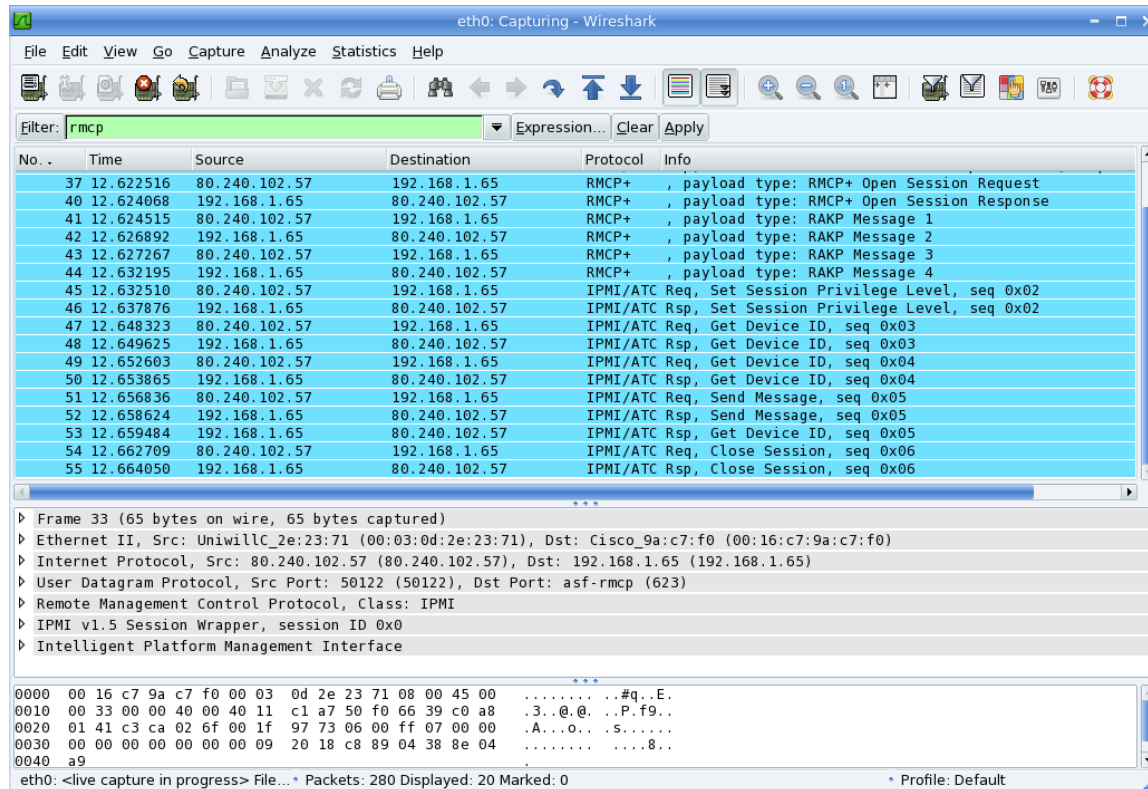 eth0: Capturing - Wireshark
File Edit View Go Capture Analyze Statistics Help
Filter: rmcp Expression... Clear Apply
No. . Time Source Destination Protocol Info
37 12.622516 80.240.102.57 192.168.1.65 RMCP+ , payload type: RMCP+ Open Session Request
40 12.624068 192.168.1.65 80.240.102.57 RMCP+ , payload type: RMCP+ Open Session Response
41 12.624515 80.240.102.57 192.168.1.65 RMCP+ , payload type: RAKP Message 1
42 12.626892 192.168.1.65 80.240.102.57 RMCP+ , payload type: RAKP Message 2
43 12.627267 80.240.102.57 192.168.1.65 RMCP+ , payload type: RAKP Message 3
44 12.632195 192.168.1.65 80.240.102.57 RMCP+ , payload type: RAKP Message 4
45 12.632510 80.240.102.57 192.168.1.65 IPMI/ATC Req, Set Session Privilege Level, seq 0x02
46 12.637876 192.168.1.65 80.240.102.57 IPMI/ATC Rsp, Set Session Privilege Level, seq 0x02
47 12.648323 80.240.102.57 192.168.1.65 IPMI/ATC Req, Get Device ID, seq 0x03
48 12.649625 192.168.1.65 80.240.102.57 IPMI/ATC Rsp, Get Device ID, seq 0x03
49 12.652603 80.240.102.57 192.168.1.65 IPMI/ATC Req, Get Device ID, seq 0x04
50 12.653865 192.168.1.65 80.240.102.57 IPMI/ATC Rsp, Get Device ID, seq 0x04
51 12.656836 80.240.102.57 192.168.1.65 IPMI/ATC Req, Send Message, seq 0x05
52 12.658624 192.168.1.65 80.240.102.57 IPMI/ATC Rsp, Send Message, seq 0x05
53 12.659484 192.168.1.65 80.240.102.57 IPMI/ATC Rsp, Get Device ID, seq 0x05
54 12.662709 80.240.102.57 192.168.1.65 IPMI/ATC Req, Close Session, seq 0x06
55 12.664050 192.168.1.65 80.240.102.57 IPMI/ATC Rsp, Close Session, seq 0x06
Frame 33 (65 bytes on wire, 65 bytes captured)
Ethernet II, Src: UniwillC_2e:23:71 (00:03:0d:2e:23:71), Dst: Cisco_9a:c7:f0 (00:16:c7:9a:c7:f0)
Internet Protocol, Src: 80.240.102.57 (80.240.102.57), Dst: 192.168.1.65 (192.168.1.65)
User Datagram Protocol, Src Port: 50122 (50122), Dst Port: asf-rmcp (623)
Remote Management Control Protocol, Class: IPMI
IPMI v1.5 Session Wrapper, session ID 0x0
Intelligent Platform Management Interface
0000 00 16 c7 9a c7 f0 00 03 0d 2e 23 71 08 00 45 00 ........ ..#q..E.
0010 00 33 00 00 40 00 40 11 c1 a7 50 f0 66 39 c0 a8 .3..@.@. ..P.f9..
0020 01 41 c3 ca 02 6f 00 1f 97 73 06 00 ff 07 00 00 .A...o.. .s......
0030 00 00 00 00 00 00 00 09 20 18 c8 89 04 38 8e 04 ........ ....8..
0040 a9 .
eth0: <live capture in progress> File... Packets: 280 Displayed: 20 Marked: 0 Profile: Default